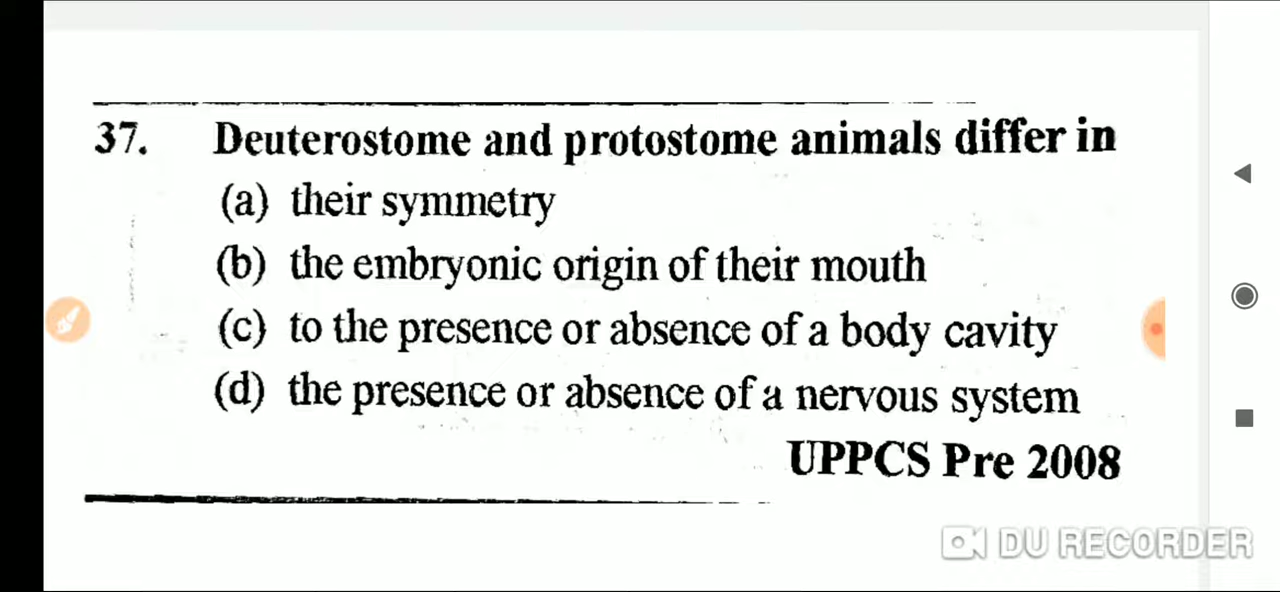 37. Deuterostome and protostome animals differ in
(a) their symmetry
(b) the embryonic origin of their mouth
(c) to the presence or absence of a body cavity
(d) the presence or absence of a nervous system
UPPCS Pre 2008
DU RECORDER